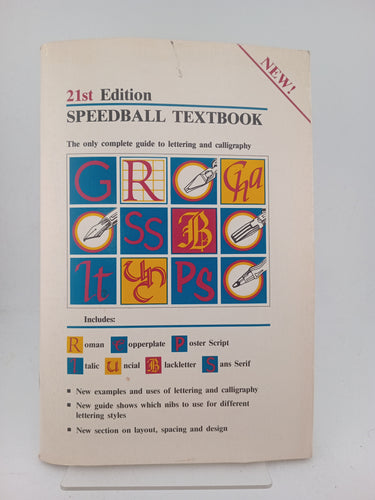 NEW!
21st Edition
SPEEDBALL TEXTBOOK
The only complete guide to lettering and calligraphy
G R Cha
SS B
It Unc PS
Includes:
Roman Copperplate Poster Script
Italic Uncial Blackletter Sans Serif
New examples and uses of lettering and calligraphy
New guide shows which nibs to use for different
lettering styles
New section on layout, spacing and design